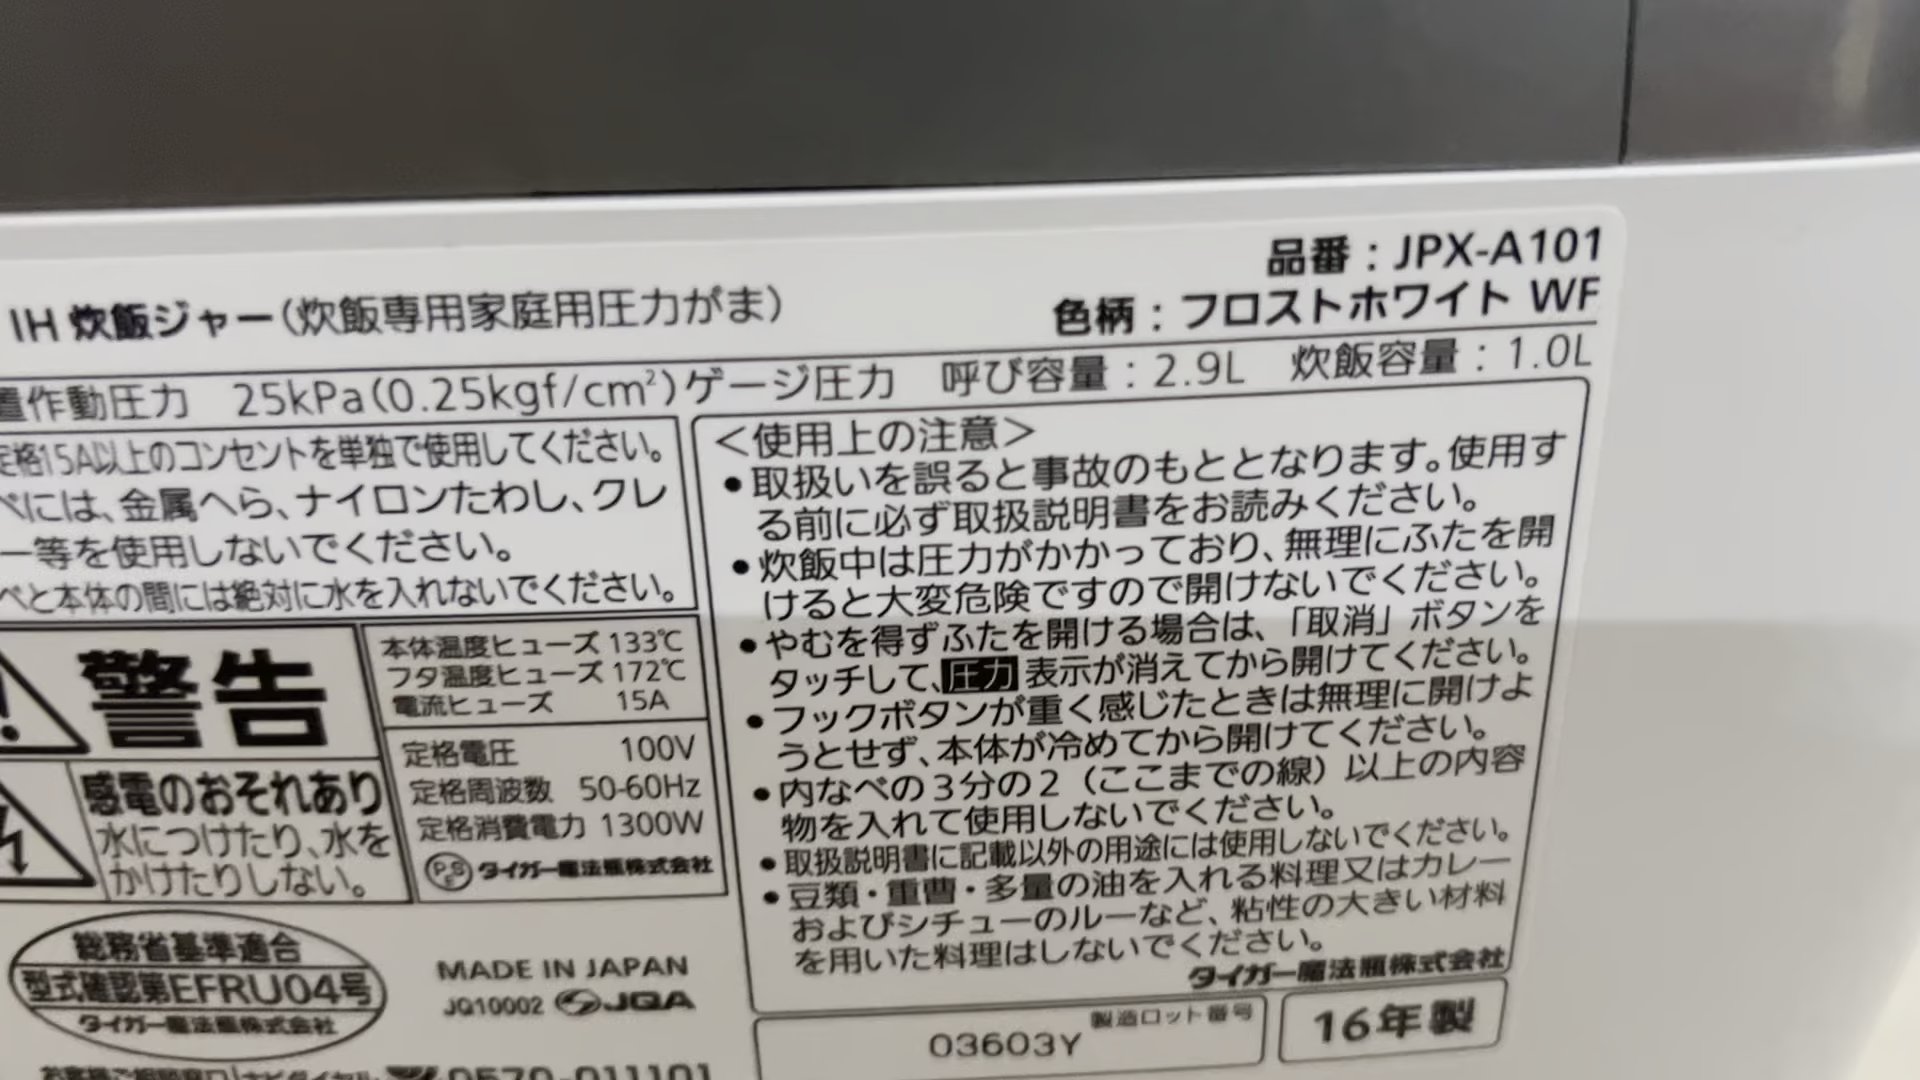 品番：JPX-A101
IH 炊飯ジャー(炊飯専用家庭用圧力がま)
色柄：フロストホワイト WF
置作動圧力 25kPa(0.25kgf/cm²)ゲージ圧力 呼び容量：2.9L 炊飯容量：1.0L
定格15A以上のコンセントを単独で使用してください。
べには、金属へら、ナイロンたわし、クレ
ー等を使用しないでください。
べと本体の間には絶対に水を入れないでください。
警告
感電のおそれあり
水につけたり、水を
かけたりしない。
本体温度ヒューズ 133℃
フタ温度ヒューズ 172℃
電流ヒューズ 15A
定格電圧 100V
定格周波数 50-60Hz
定格消費電力 1300W
PSE タイガー魔法瓶株式会社
総務省基準適合
型式確認第EFRU04号
タイガー魔法瓶株式会社
MADE IN JAPAN
JQ10002 JQA
0570-011101
＜使用上の注意＞
●取扱いを誤ると事故のもととなります。使用す
る前に必ず取扱説明書をお読みください。
●炊飯中は圧力がかかっており、無理にふたを開
けると大変危険ですので開けないでください。
●やむを得ずふたを開ける場合は、「取消」ボタンを
タッチして、圧力表示が消えてから開けてください。
●フックボタンが重く感じたときは無理に開けよ
うとせず、本体が冷めてから開けてください。
●内なべの３分の２（ここまでの線）以上の内容
物を入れて使用しないでください。
●取扱説明書に記載以外の用途には使用しないでください。
●豆類・重曹・多量の油を入れる料理又はカレー
およびシチューのルーなど、粘性の大きい材料
を用いた料理はしないでください。
タイガー魔法瓶株式会社
製造ロット番号
03603Y
16年製